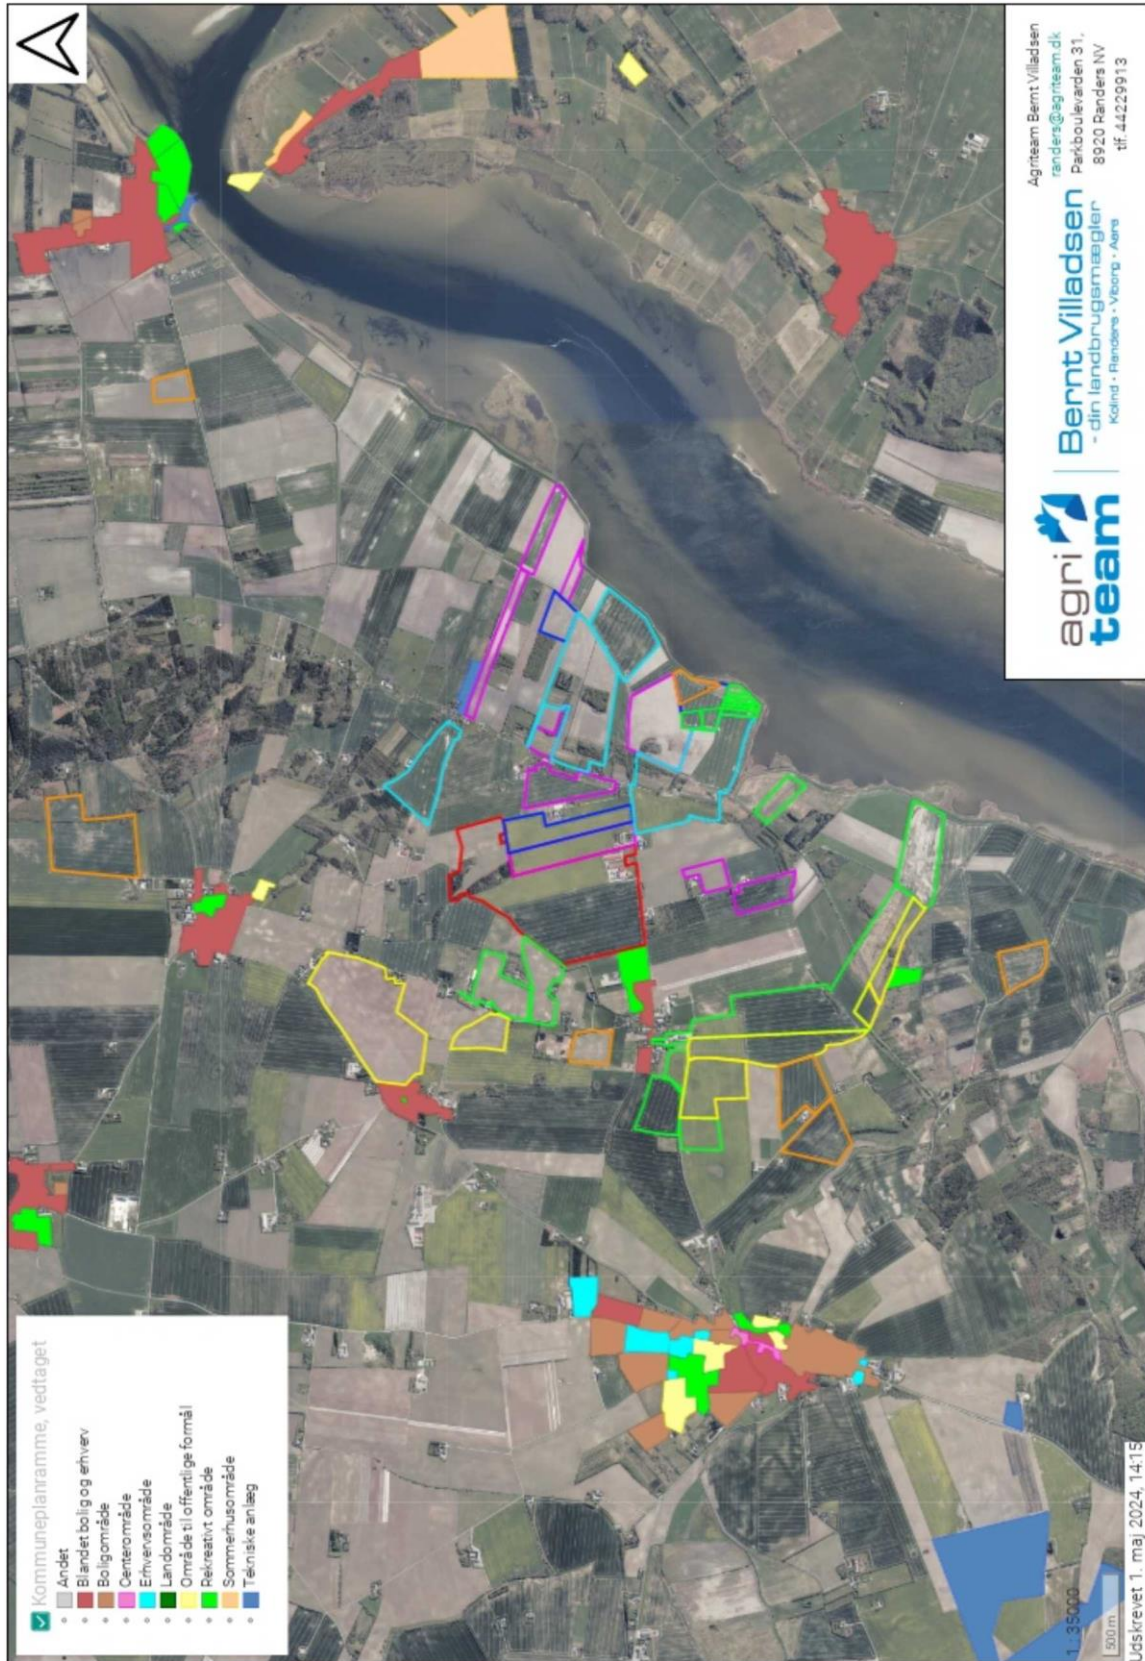 Kommuneplanramme, vedtaget
Andet
Blandet bolig og erhverv
Boligområde
Centerområde
Erhvervsområde
Landområde
Område til offentlige formål
Rekreativt område
Sommerhusområde
Tekniske anlæg
1:35000
500 m
Udskrevet 1. maj 2024, 14:15
agri
team
Bernt Villadsen
- din landbrugsmægler
Kolind • Randers • Viborg • Aars
Agriteam Bernt Villadsen
randers@agriteam.dk
Parkboulevarden 31,
8920 Randers NV
tlf. 44229913